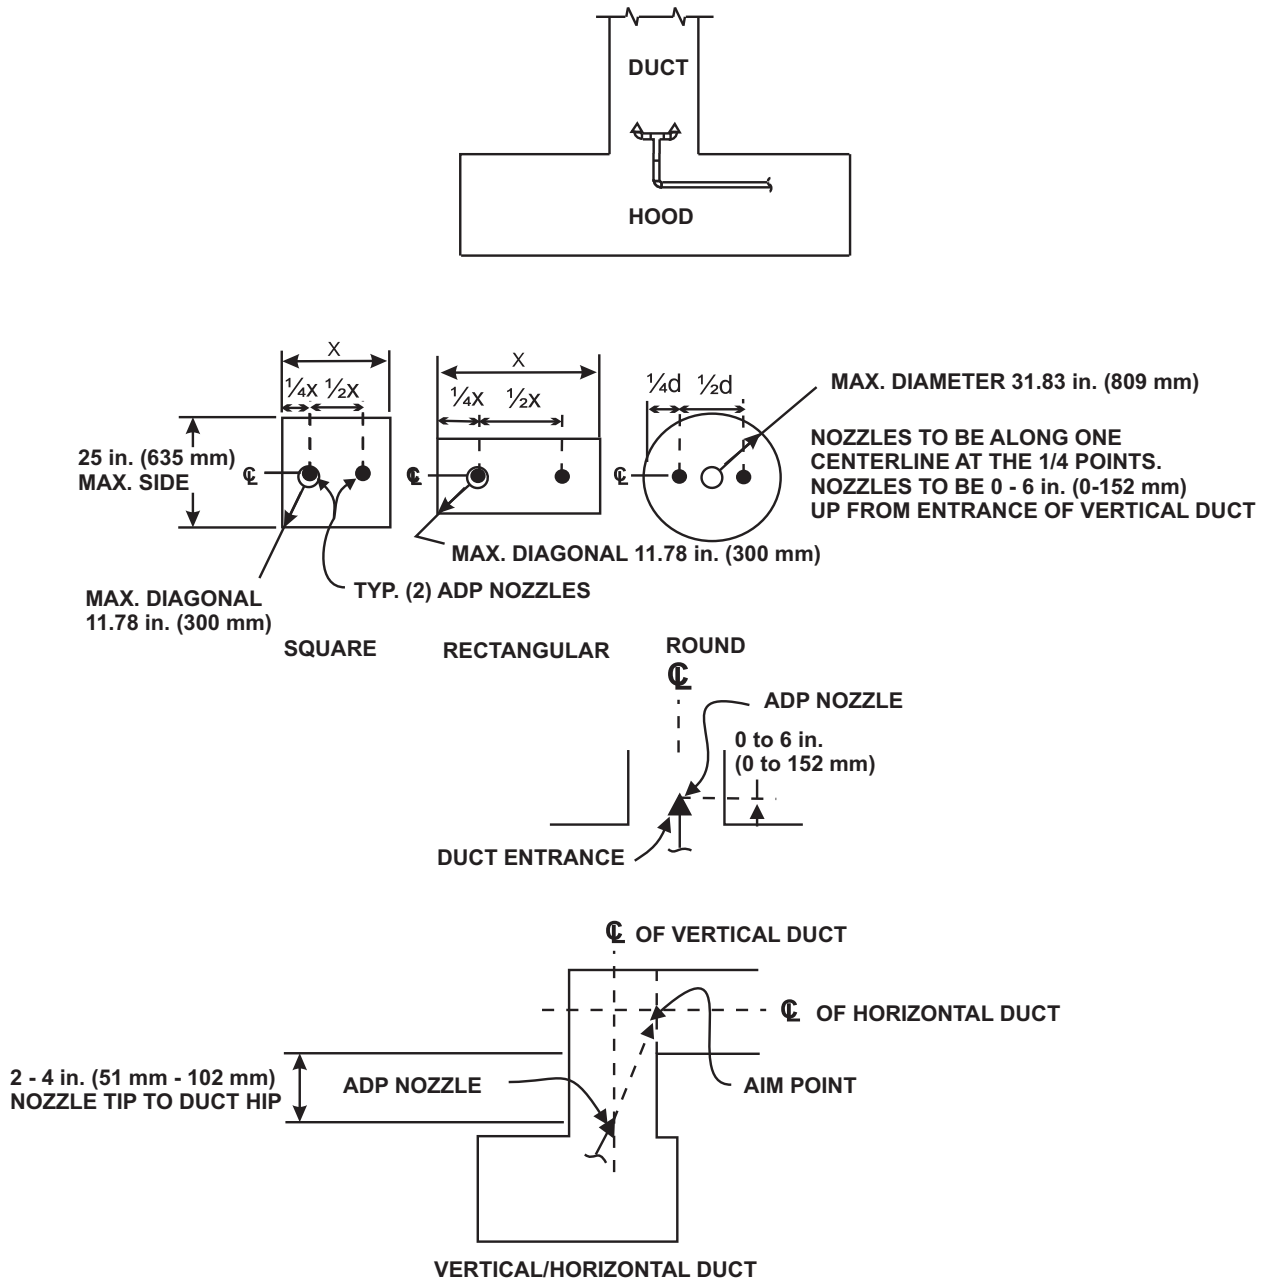 DUCT
HOOD
X
¼x ½x
25 in. (635 mm)
MAX. SIDE
℄
MAX. DIAGONAL
11.78 in. (300 mm)
TYP. (2) ADP NOZZLES
SQUARE
X
¼x ½x
℄
MAX. DIAGONAL 11.78 in. (300 mm)
RECTANGULAR
¼d ½d
℄
MAX. DIAMETER 31.83 in. (809 mm)
NOZZLES TO BE ALONG ONE
CENTERLINE AT THE 1/4 POINTS.
NOZZLES TO BE 0 - 6 in. (0-152 mm)
UP FROM ENTRANCE OF VERTICAL DUCT
ROUND
℄
ADP NOZZLE
0 to 6 in.
(0 to 152 mm)
DUCT ENTRANCE
℄ OF VERTICAL DUCT
℄ OF HORIZONTAL DUCT
2 - 4 in. (51 mm - 102 mm)
NOZZLE TIP TO DUCT HIP
ADP NOZZLE
AIM POINT
VERTICAL/HORIZONTAL DUCT